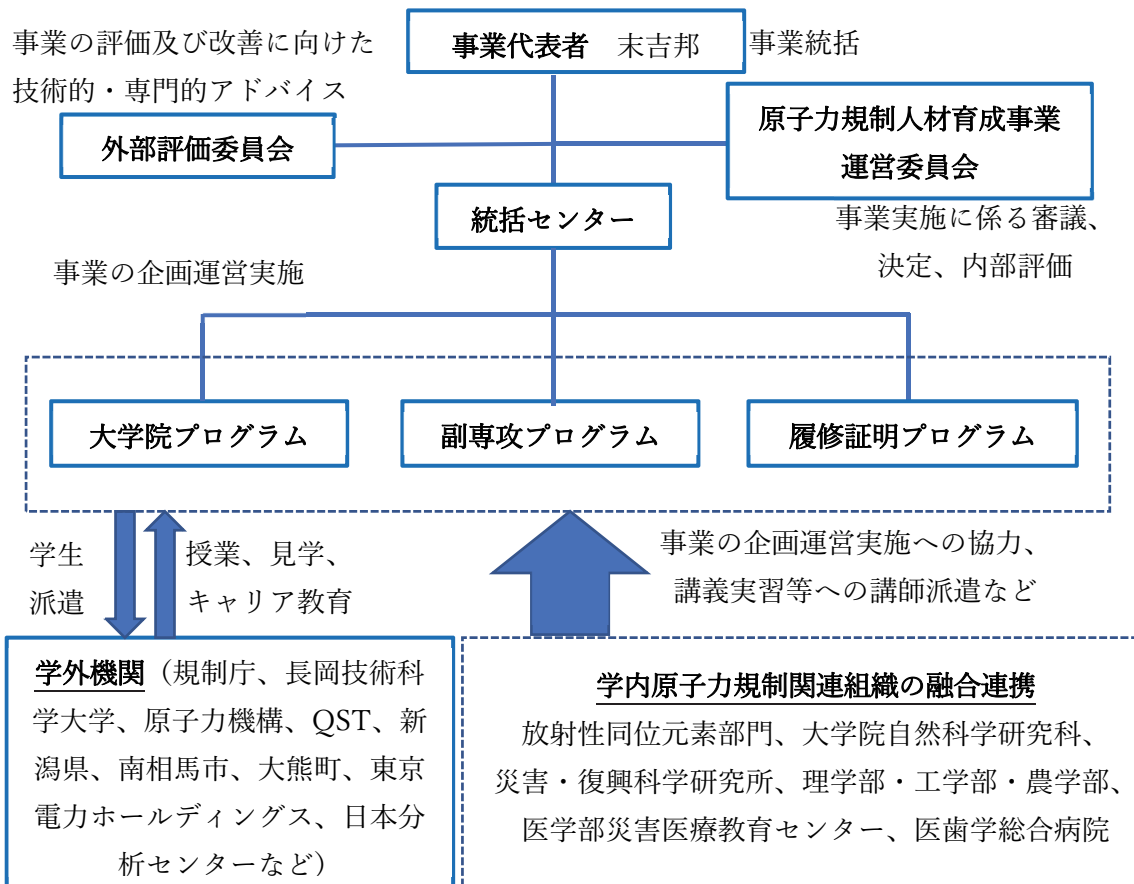 事業の評価及び改善に向けた
技術的・専門的アドバイス
事業代表者　末吉邦
事業統括
外部評価委員会
原子力規制人材育成事業
運営委員会
統括センター
事業実施に係る審議、
決定、内部評価
事業の企画運営実施
大学院プログラム
副専攻プログラム
履修証明プログラム
学生
派遣
授業、見学、
キャリア教育
事業の企画運営実施への協力、
講義実習等への講師派遣など
学外機関（規制庁、長岡技術科
学大学、原子力機構、QST、新
潟県、南相馬市、大熊町、東京
電力ホールディングス、日本分
析センターなど）
学内原子力規制関連組織の融合連携
放射性同位元素部門、大学院自然科学研究科、
災害・復興科学研究所、理学部・工学部・農学部、
医学部災害医療教育センター、医歯学総合病院